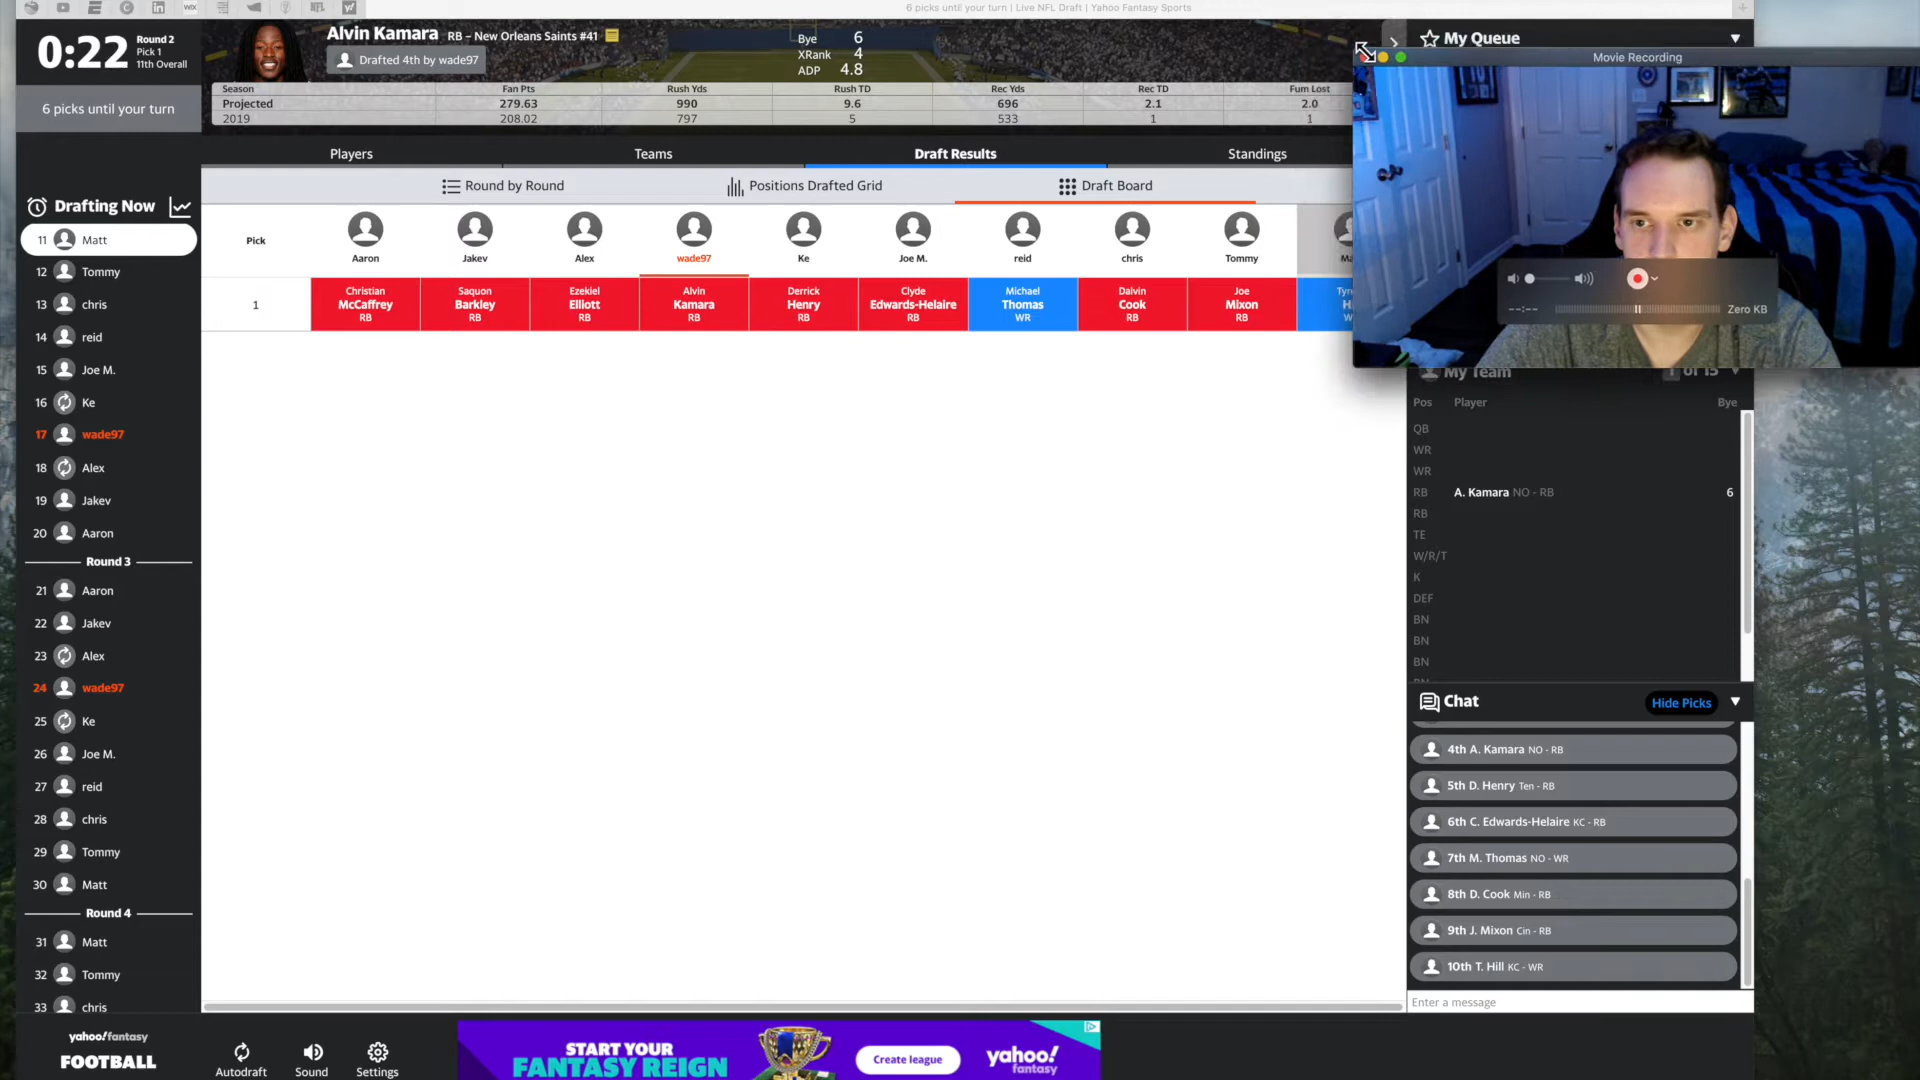 6 picks until your turn | Live NFL Draft | Yahoo Fantasy Sports
0:22
Round 2
Pick 1
11th Overall
6 picks until your turn
Alvin Kamara RB – New Orleans Saints #41
Drafted 4th by wade97
Bye 6
XRank 4
ADP 4.8
Season Fan Pts Rush Yds Rush TD Rec Yds Rec TD Fum Lost
Projected 279.63 990 9.6 696 2.1 2.0
2019 208.02 797 5 533 1 1
My Queue
Movie Recording
--:-- Zero KB
Players Teams Draft Results Standings
Round by Round Positions Drafted Grid Draft Board
Drafting Now
11 Matt
12 Tommy
13 chris
14 reid
15 Joe M.
16 Ke
17 wade97
18 Alex
19 Jakev
20 Aaron
Round 3
21 Aaron
22 Jakev
23 Alex
24 wade97
25 Ke
26 Joe M.
27 reid
28 chris
29 Tommy
30 Matt
Round 4
31 Matt
32 Tommy
33 chris
Pick Aaron Jakev Alex wade97 Ke Joe M. reid chris Tommy Ma
1
Christian McCaffrey RB
Saquon Barkley RB
Ezekiel Elliott RB
Alvin Kamara RB
Derrick Henry RB
Clyde Edwards-Helaire RB
Michael Thomas WR
Dalvin Cook RB
Joe Mixon RB
Tyr H W
My Team 1 of 15
Pos Player Bye
QB
WR
WR
RB A. Kamara NO - RB 6
RB
TE
W/R/T
K
DEF
BN
BN
BN
Chat Hide Picks
4th A. Kamara NO - RB
5th D. Henry Ten - RB
6th C. Edwards-Helaire KC - RB
7th M. Thomas NO - WR
8th D. Cook Min - RB
9th J. Mixon Cin - RB
10th T. Hill KC - WR
Enter a message
yahoo!fantasy
FOOTBALL
Autodraft Sound Settings
START YOUR
FANTASY REIGN
Create league
yahoo!
fantasy